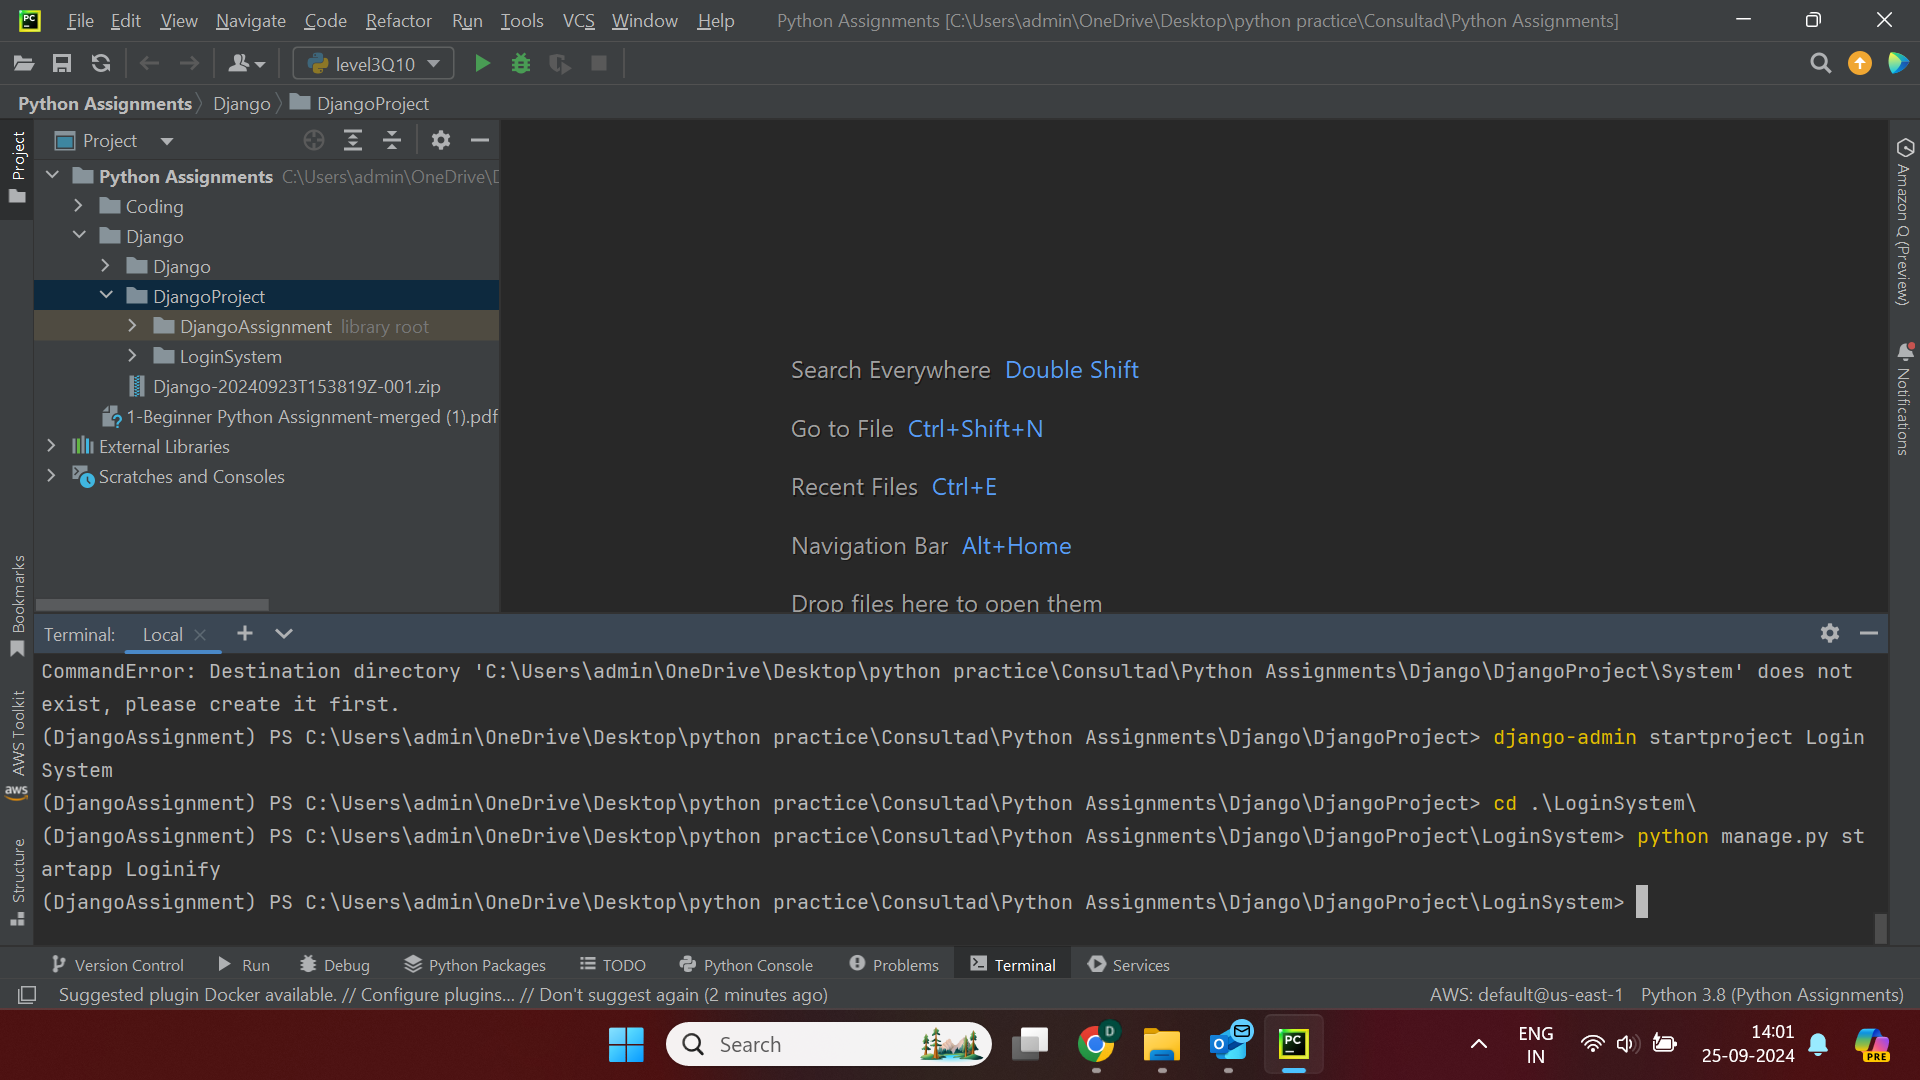 PC File Edit View Navigate Code Refactor Run Tools VCS Window Help Python Assignments [C:\Users\admin\OneDrive\Desktop\python practice\Consultad\Python Assignments]
level3Q10
Python Assignments Django DjangoProject
Project
Project
Python Assignments C:\Users\admin\OneDrive\D
Coding
Django
Django
DjangoProject
DjangoAssignment library root
LoginSystem
Django-20240923T153819Z-001.zip
1-Beginner Python Assignment-merged (1).pdf
External Libraries
Scratches and Consoles
Search Everywhere Double Shift
Go to File Ctrl+Shift+N
Recent Files Ctrl+E
Navigation Bar Alt+Home
Drop files here to open them
Amazon Q (Preview)
Notifications
Bookmarks
AWS Toolkit
aws
Structure
Terminal: Local
CommandError: Destination directory 'C:\Users\admin\OneDrive\Desktop\python practice\Consultad\Python Assignments\Django\DjangoProject\System' does not
exist, please create it first.
(DjangoAssignment) PS C:\Users\admin\OneDrive\Desktop\python practice\Consultad\Python Assignments\Django\DjangoProject> django-admin startproject Login
System
(DjangoAssignment) PS C:\Users\admin\OneDrive\Desktop\python practice\Consultad\Python Assignments\Django\DjangoProject> cd .\LoginSystem\
(DjangoAssignment) PS C:\Users\admin\OneDrive\Desktop\python practice\Consultad\Python Assignments\Django\DjangoProject\LoginSystem> python manage.py st
artapp Loginify
(DjangoAssignment) PS C:\Users\admin\OneDrive\Desktop\python practice\Consultad\Python Assignments\Django\DjangoProject\LoginSystem>
Version Control Run Debug Python Packages TODO Python Console Problems Terminal Services
Suggested plugin Docker available. // Configure plugins... // Don't suggest again (2 minutes ago) AWS: default@us-east-1 Python 3.8 (Python Assignments)
Search D PC ENG 14:01
IN 25-09-2024 PRE